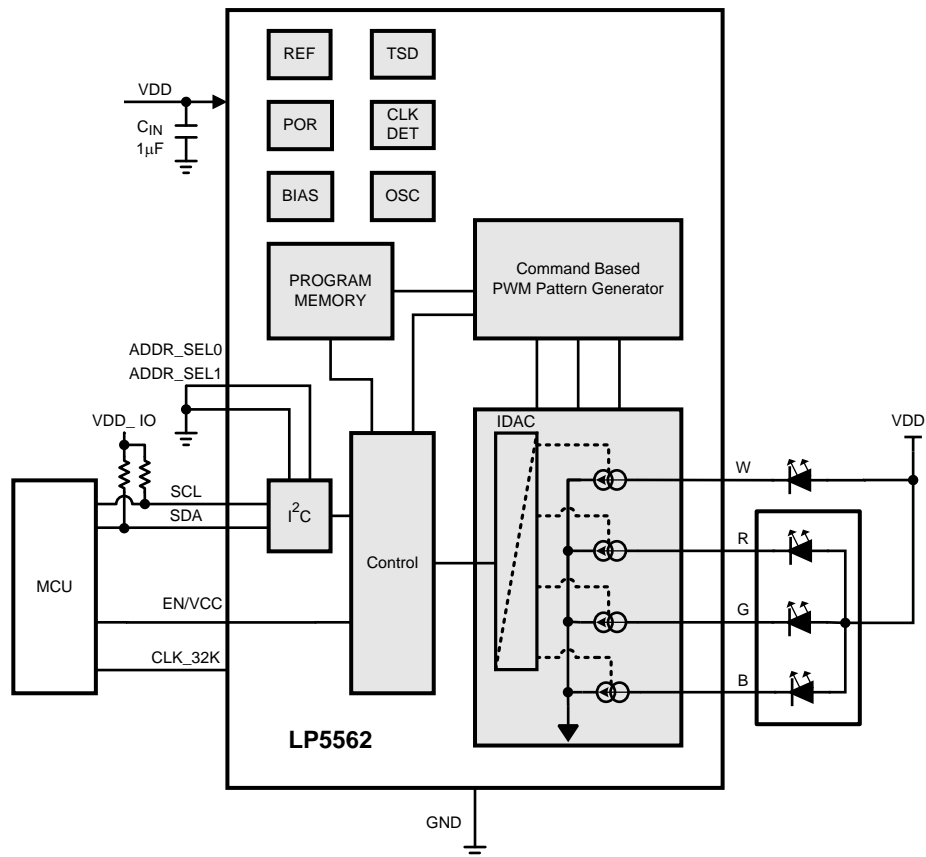 REF
TSD
VDD
C_IN
1µF
POR
CLK
DET
BIAS
OSC
PROGRAM
MEMORY
Command Based
PWM Pattern Generator
ADDR_SEL0
ADDR_SEL1
VDD_ IO
IDAC
VDD
W
SCL
SDA
I²C
R
MCU
Control
EN/VCC
G
CLK_32K
B
LP5562
GND